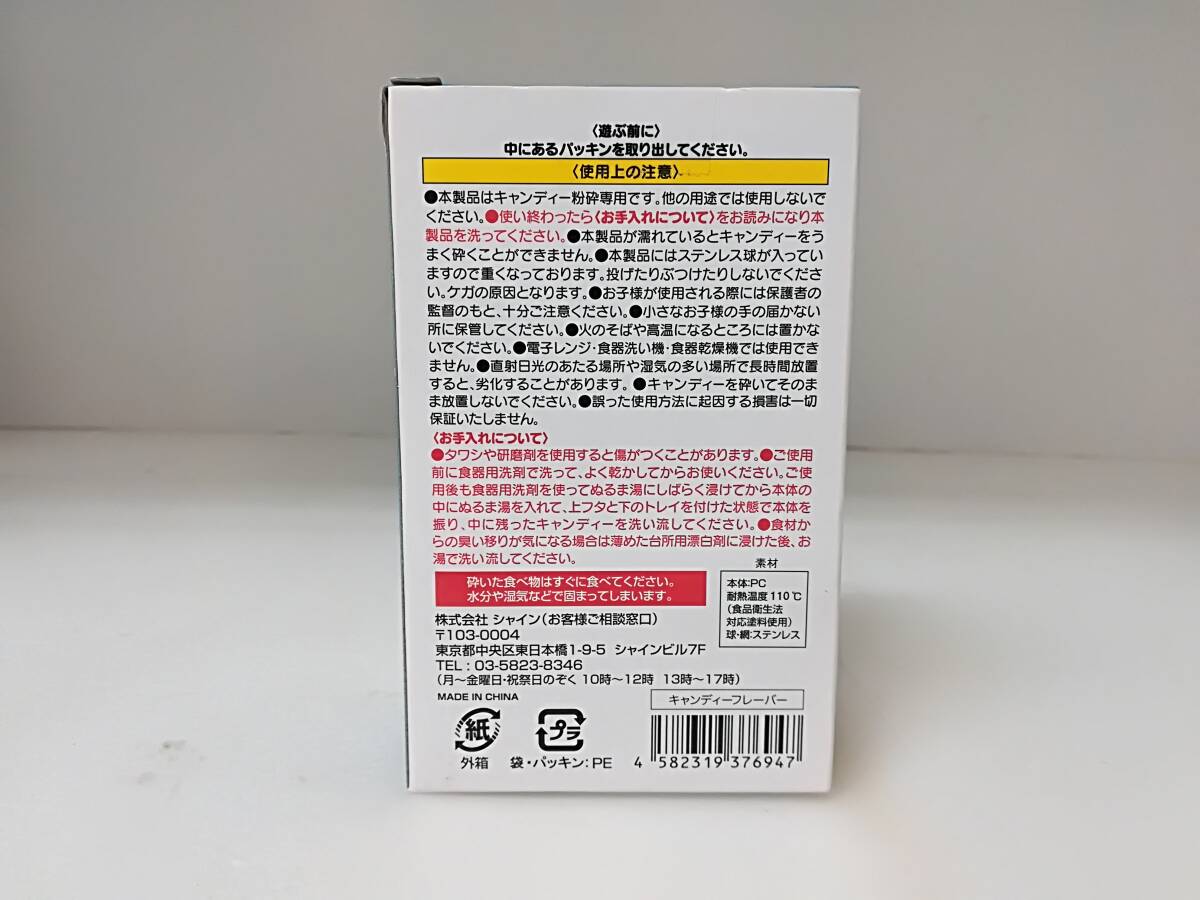 〈遊ぶ前に〉
中にあるパッキンを取り出してください。
〈使用上の注意〉
●本製品はキャンディー粉砕専用です。他の用途では使用しないで
ください。●使い終わったら〈お手入れについて〉をお読みになり本
製品を洗ってください。●本製品が濡れているとキャンディーをう
まく砕くことができません。●本製品にはステンレス球が入ってい
ますので重くなっております。投げたりぶつけたりしないでくださ
い。ケガの原因となります。●お子様が使用される際には保護者の
監督のもと、十分ご注意ください。●小さなお子様の手の届かない
所に保管してください。●火のそばや高温になるところには置かな
いでください。●電子レンジ・食器洗い機・食器乾燥機では使用でき
ません。●直射日光のあたる場所や湿気の多い場所で長時間放置
すると、劣化することがあります。●キャンディーを砕いてそのま
ま放置しないでください。●誤った使用方法に起因する損害は一切
保証いたしません。
〈お手入れについて〉
●タワシや研磨剤を使用すると傷がつくことがあります。●ご使用
前に食器用洗剤で洗って、よく乾かしてからお使いください。ご使
用後も食器用洗剤を使ってぬるま湯にしばらく浸けてから本体の
中にぬるま湯を入れて、上フタと下のトレイを付けた状態で本体を
振り、中に残ったキャンディーを洗い流してください。●食材か
らの臭い移りが気になる場合は薄めた台所用漂白剤に浸けた後、お
湯で洗い流してください。
砕いた食べ物はすぐに食べてください。
水分や湿気などで固まってしまいます。
素材
本体:PC
耐熱温度110℃
(食品衛生法
対応塗料使用)
球・網:ステンレス
株式会社 シャイン(お客様ご相談窓口)
〒103-0004
東京都中央区東日本橋1-9-5 シャインビル7F
TEL : 03-5823-8346
(月〜金曜日・祝祭日のぞく 10時〜12時 13時〜17時)
MADE IN CHINA
キャンディーフレーバー
紙
外箱
プラ
袋・パッキン:PE
4 582319 376947